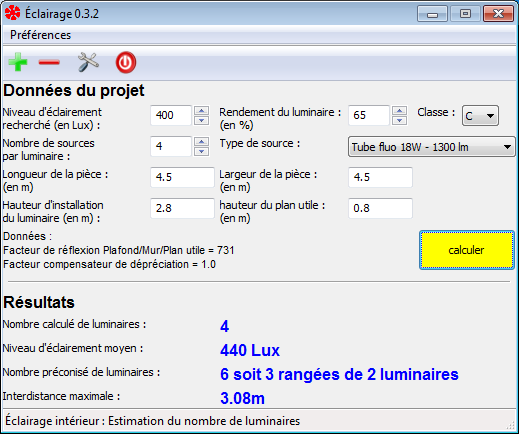 Éclairage 0.3.2
Préférences
Données du projet
Niveau d'éclairement recherché (en Lux) :
400
Rendement du luminaire : (en %)
65
Classe :
C
Nombre de sources par luminaire :
4
Type de source :
Tube fluo 18W - 1300 lm
Longueur de la pièce : (en m)
4.5
Largeur de la pièce : (en m)
4.5
Hauteur d'installation du luminaire (en m) :
2.8
hauteur du plan utile : (en m)
0.8
Données :
Facteur de réflexion Plafond/Mur/Plan utile = 731
Facteur compensateur de dépréciation = 1.0
calculer
Résultats
Nombre calculé de luminaires :
4
Niveau d'éclairement moyen :
440 Lux
Nombre préconisé de luminaires :
6 soit 3 rangées de 2 luminaires
Interdistance maximale :
3.08m
Éclairage intérieur : Estimation du nombre de luminaires